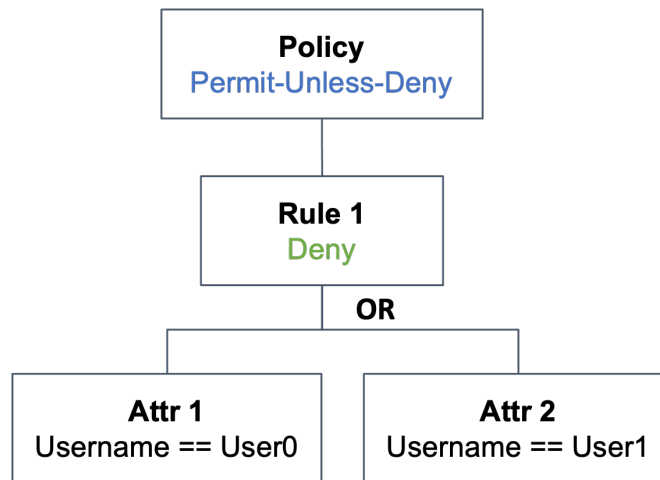 Policy
Permit-Unless-Deny
Rule 1
Deny
OR
Attr 1
Username == User0
Attr 2
Username == User1